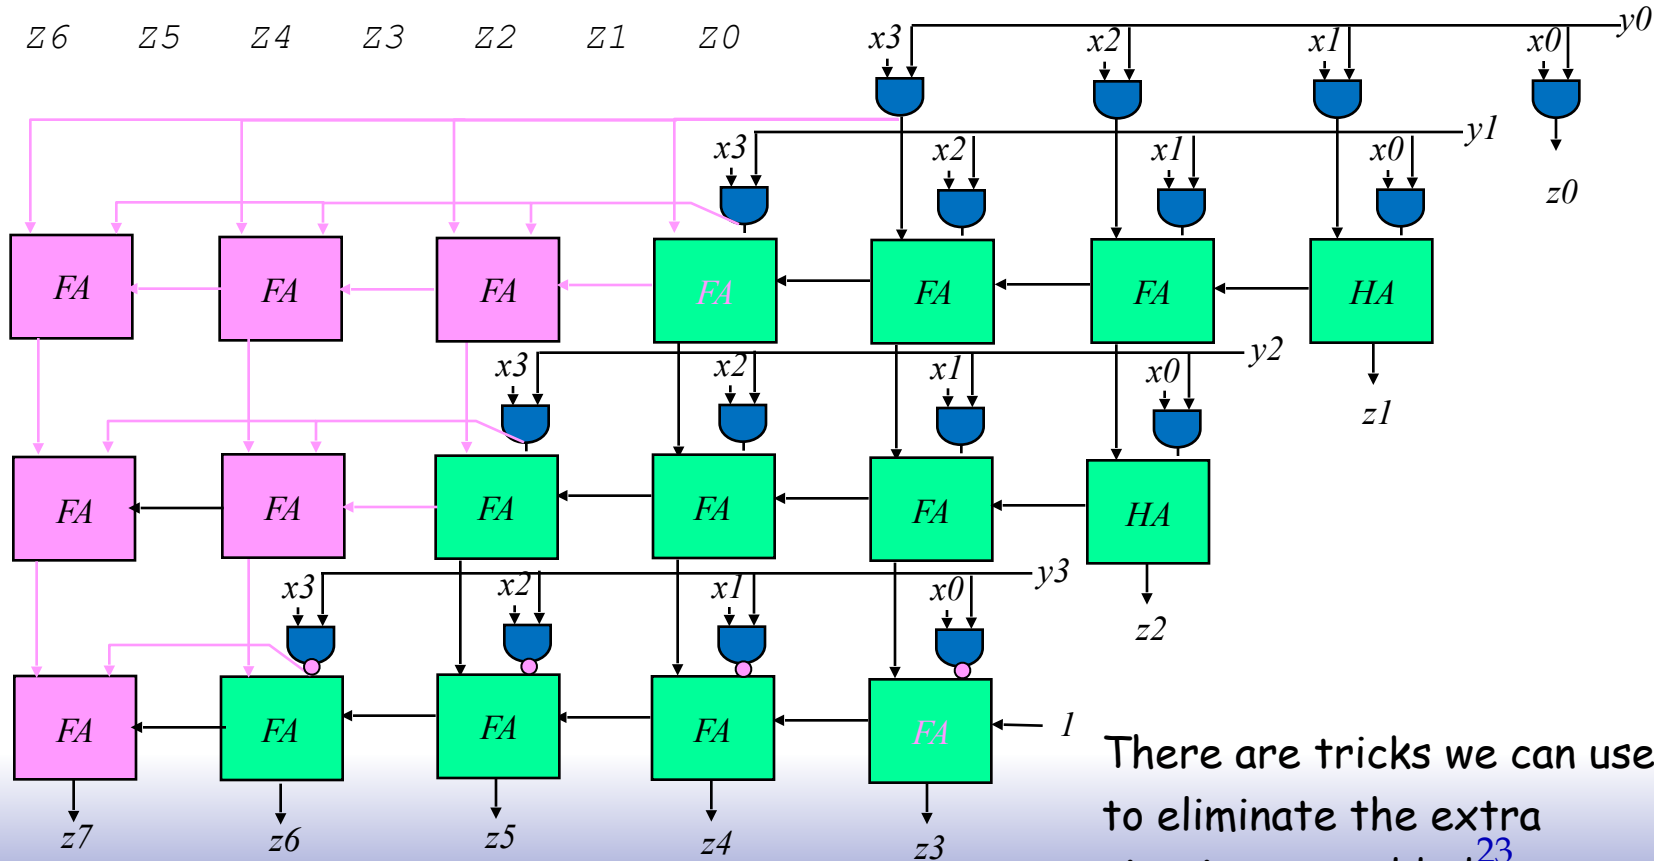 Z6 Z5 Z4 Z3 Z2 Z1 Z0
y0
x3 x2 x1 x0
y1
x3 x2 x1 x0
z0
FA FA FA FA FA FA HA
y2
x3 x2 x1 x0
z1
FA FA FA FA FA HA
y3
x3 x2 x1 x0
z2
FA FA FA FA FA 1
z7 z6 z5 z4 z3
There are tricks we can use
to eliminate the extra
23